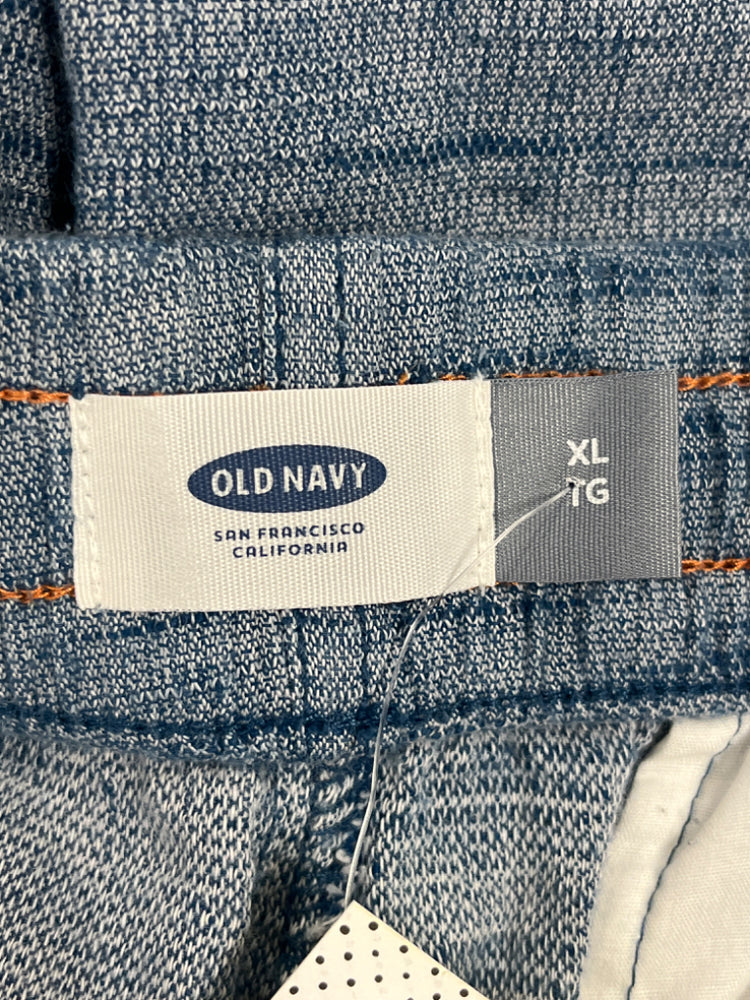 OLD NAVY
SAN FRANCISCO
CALIFORNIA
XL
TG